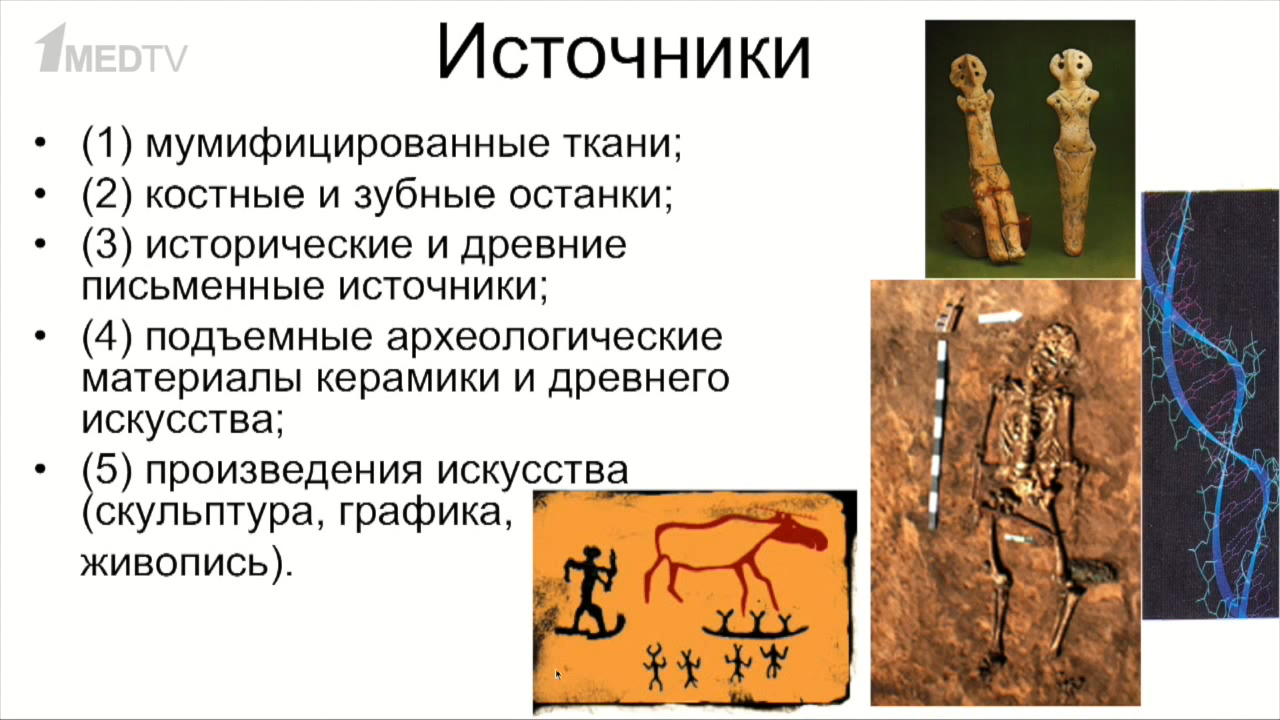 1MEDTV
Источники
• (1) мумифицированные ткани;
• (2) костные и зубные останки;
• (3) исторические и древние
письменные источники;
• (4) подъемные археологические
материалы керамики и древнего
искусства;
• (5) произведения искусства
(скульптура, графика,
живопись).